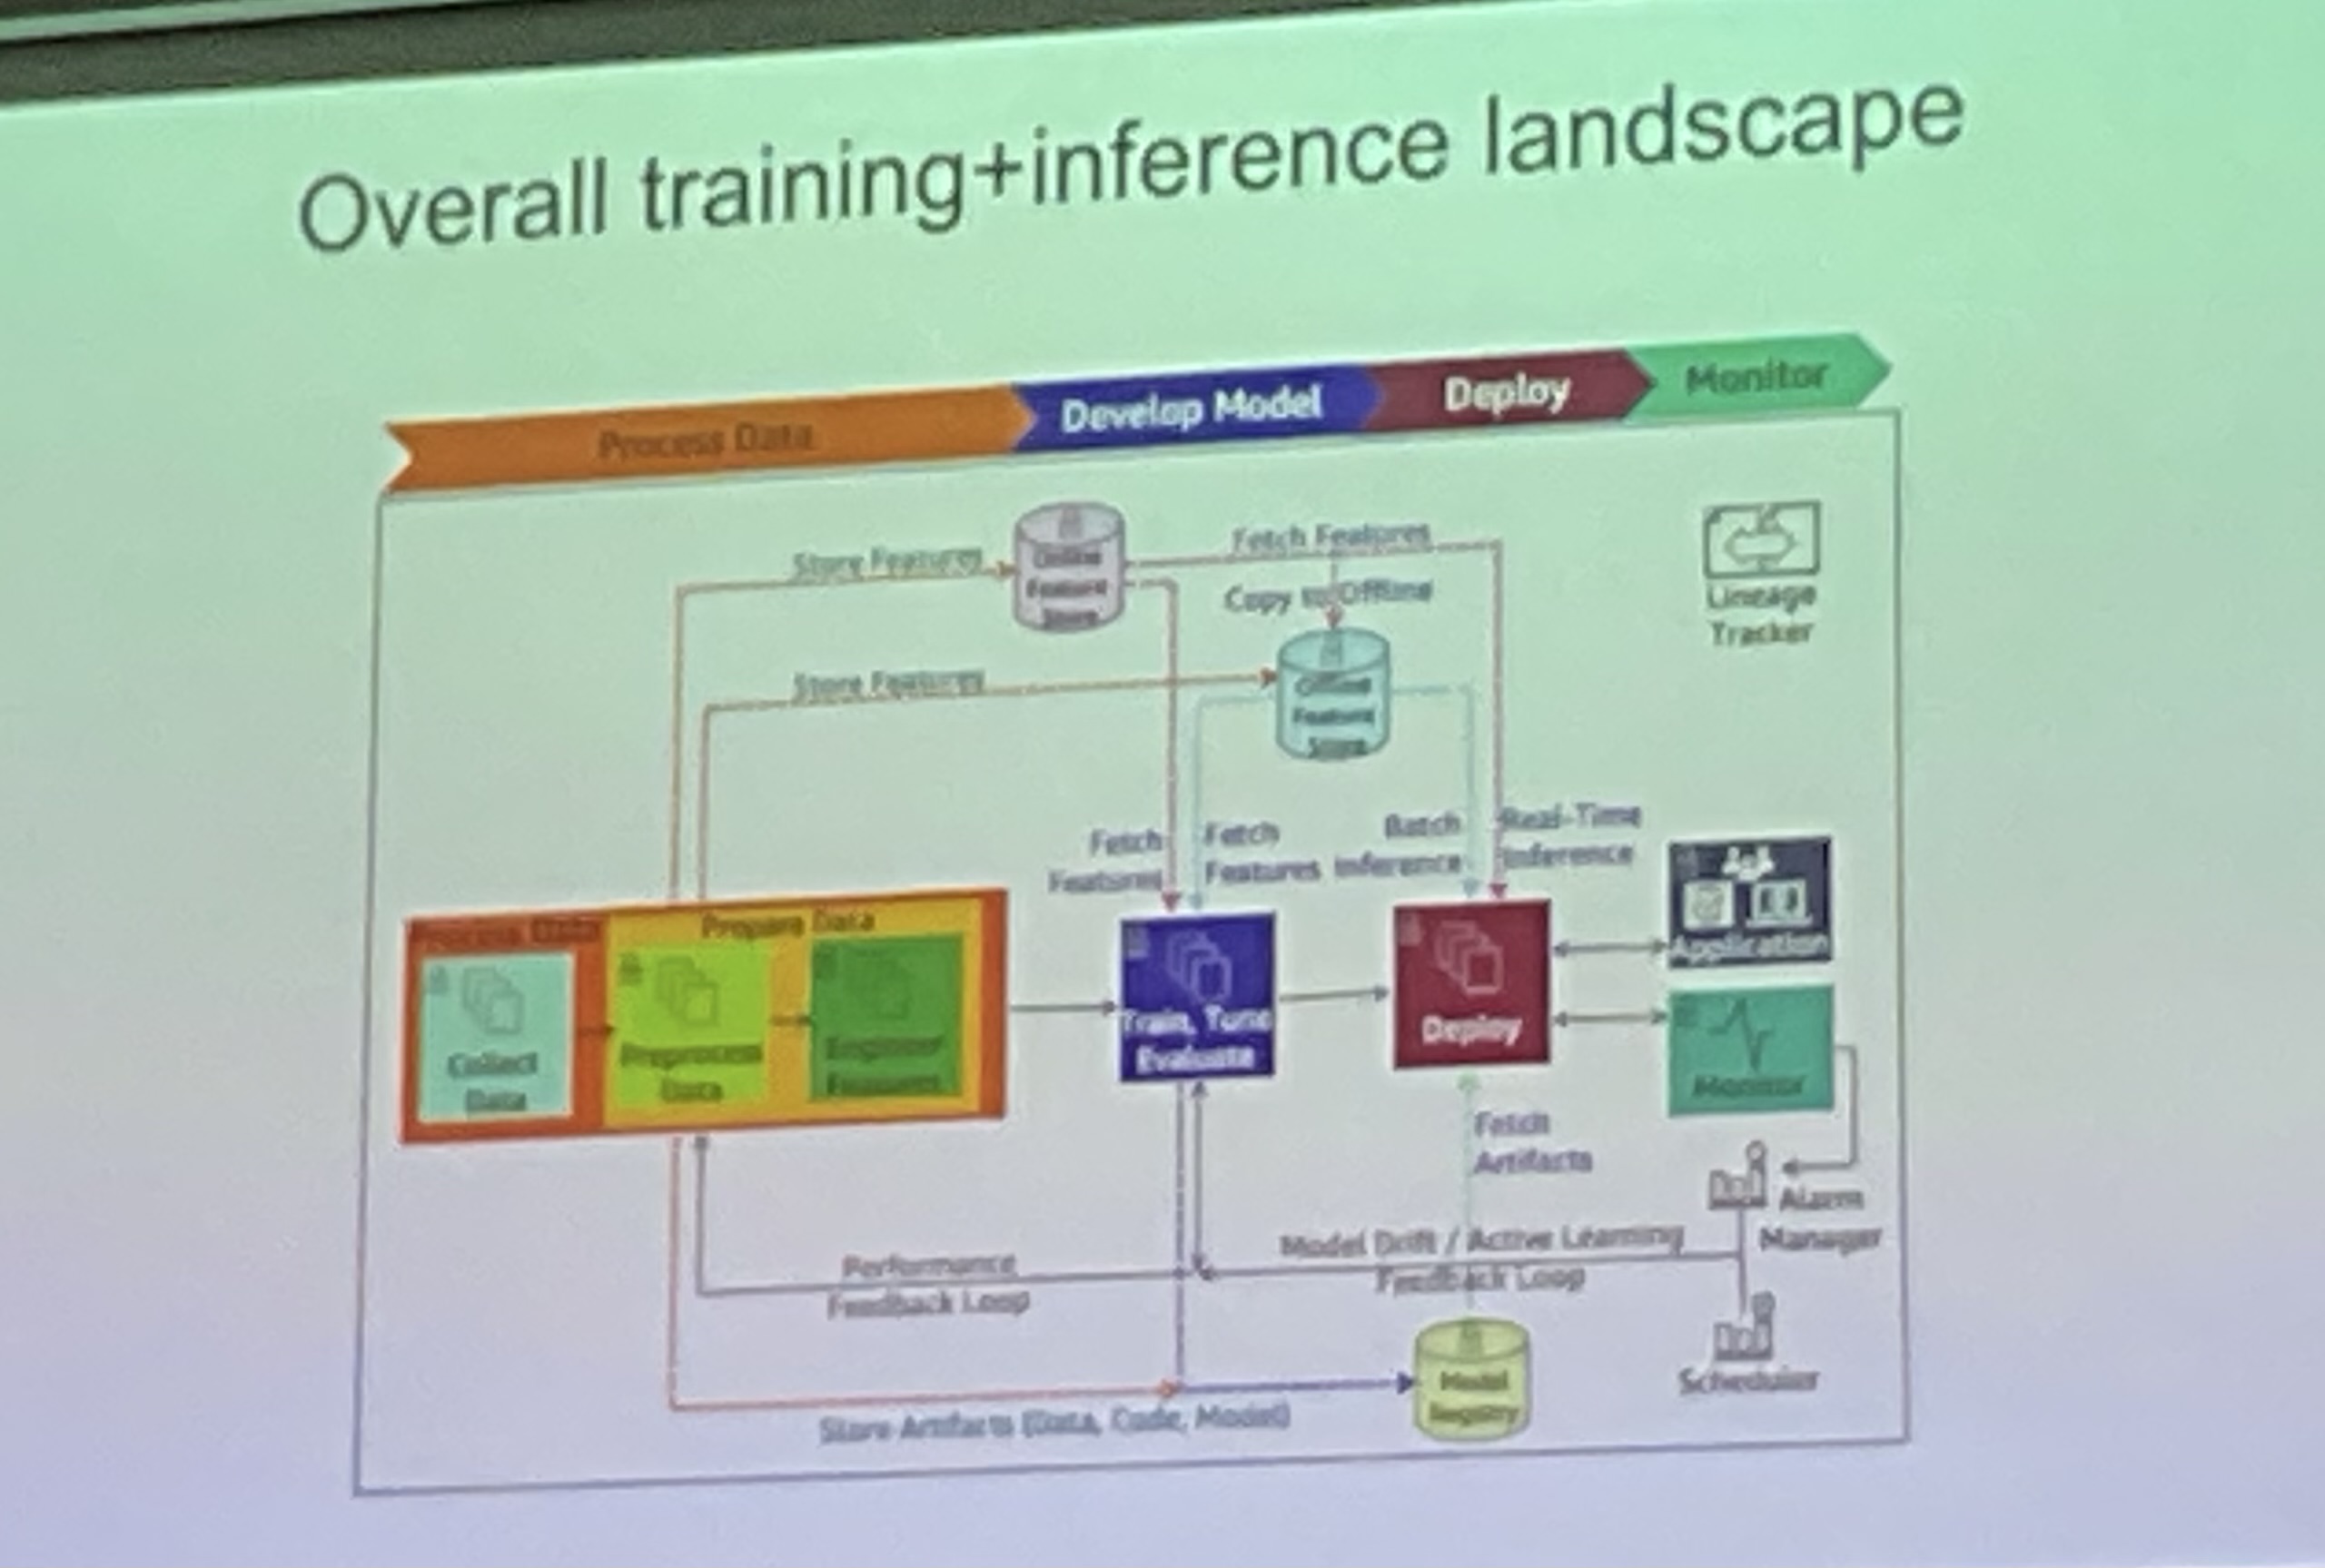 Overall training+inference landscape
Process Data
Develop Model
Deploy
Monitor
Store Features
Online
Feature
Store
Fetch Features
Copy to Offline
Lineage
Tracker
Store Features
Offline
Feature
Store
Fetch
Features
Fetch
Features
Batch
Inference
Real-Time
Inference
Process Data
Prepare Data
Collect
Data
Preprocess
Data
Engineer
Features
Train, Tune
Evaluate
Deploy
Application
Monitor
Fetch
Artifacts
Alarm
Manager
Performance
Feedback Loop
Model Drift / Active Learning
Feedback Loop
Model
Registry
Scheduler
Store Artifacts (Data, Code, Model)